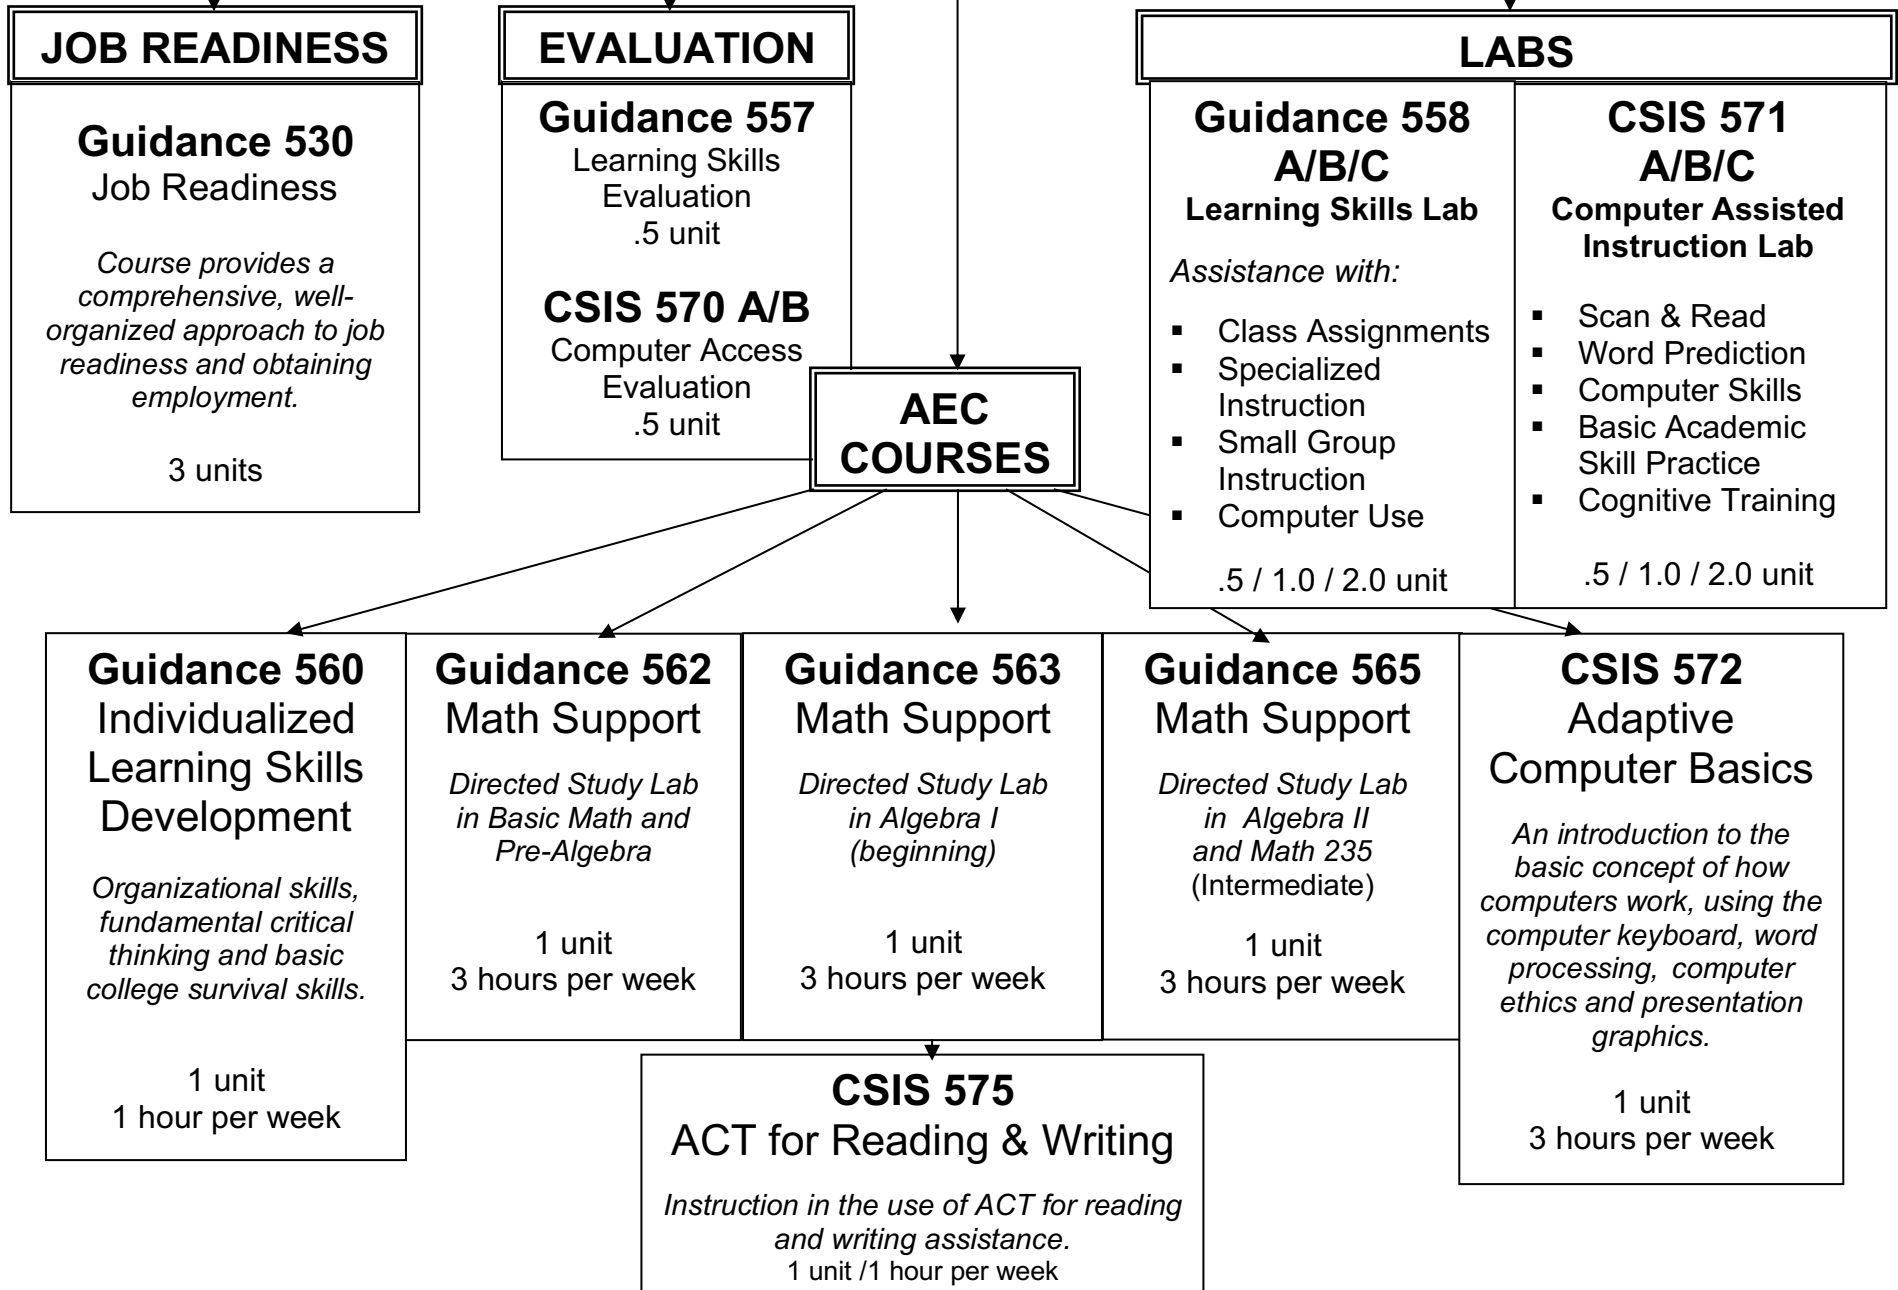 JOB READINESS
Guidance 530
Job Readiness
Course provides a
comprehensive, well-
organized approach to job
readiness and obtaining
employment.
3 units
EVALUATION
Guidance 557
Learning Skills
Evaluation
.5 unit
CSIS 570 A/B
Computer Access
Evaluation
.5 unit
LABS
Guidance 558
A/B/C
Learning Skills Lab
Assistance with:
▪ Class Assignments
▪ Specialized
Instruction
▪ Small Group
Instruction
▪ Computer Use
.5 / 1.0 / 2.0 unit
CSIS 571
A/B/C
Computer Assisted
Instruction Lab
▪ Scan & Read
▪ Word Prediction
▪ Computer Skills
▪ Basic Academic
Skill Practice
▪ Cognitive Training
.5 / 1.0 / 2.0 unit
AEC
COURSES
Guidance 560
Individualized
Learning Skills
Development
Organizational skills,
fundamental critical
thinking and basic
college survival skills.
1 unit
1 hour per week
Guidance 562
Math Support
Directed Study Lab
in Basic Math and
Pre-Algebra
1 unit
3 hours per week
Guidance 563
Math Support
Directed Study Lab
in Algebra I
(beginning)
1 unit
3 hours per week
Guidance 565
Math Support
Directed Study Lab
in Algebra II
and Math 235
(Intermediate)
1 unit
3 hours per week
CSIS 572
Adaptive
Computer Basics
An introduction to the
basic concept of how
computers work, using the
computer keyboard, word
processing, computer
ethics and presentation
graphics.
1 unit
3 hours per week
CSIS 575
ACT for Reading & Writing
Instruction in the use of ACT for reading
and writing assistance.
1 unit /1 hour per week